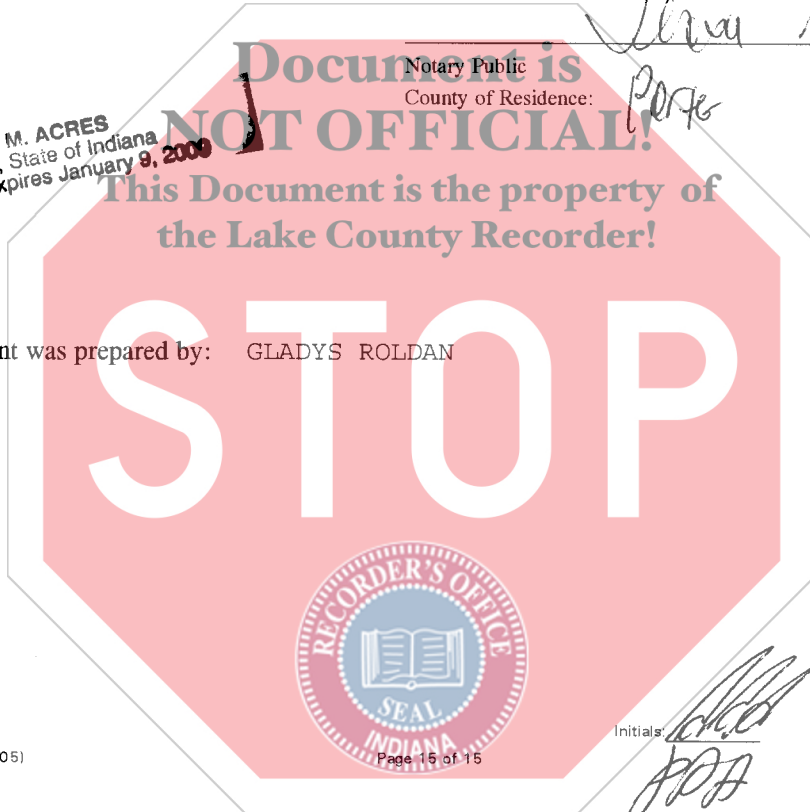 Document is
Notary Public
County of Residence: Porter
M. ACRES
NOT OFFICIAL!
State of Indiana
xpires January 9, 2009
This Document is the property of
the Lake County Recorder!
nt was prepared by: GLADYS ROLDAN
STOP
RECORDER'S OFFICE
SEAL
INDIANA
Initials:
05)
Page 15 of 15